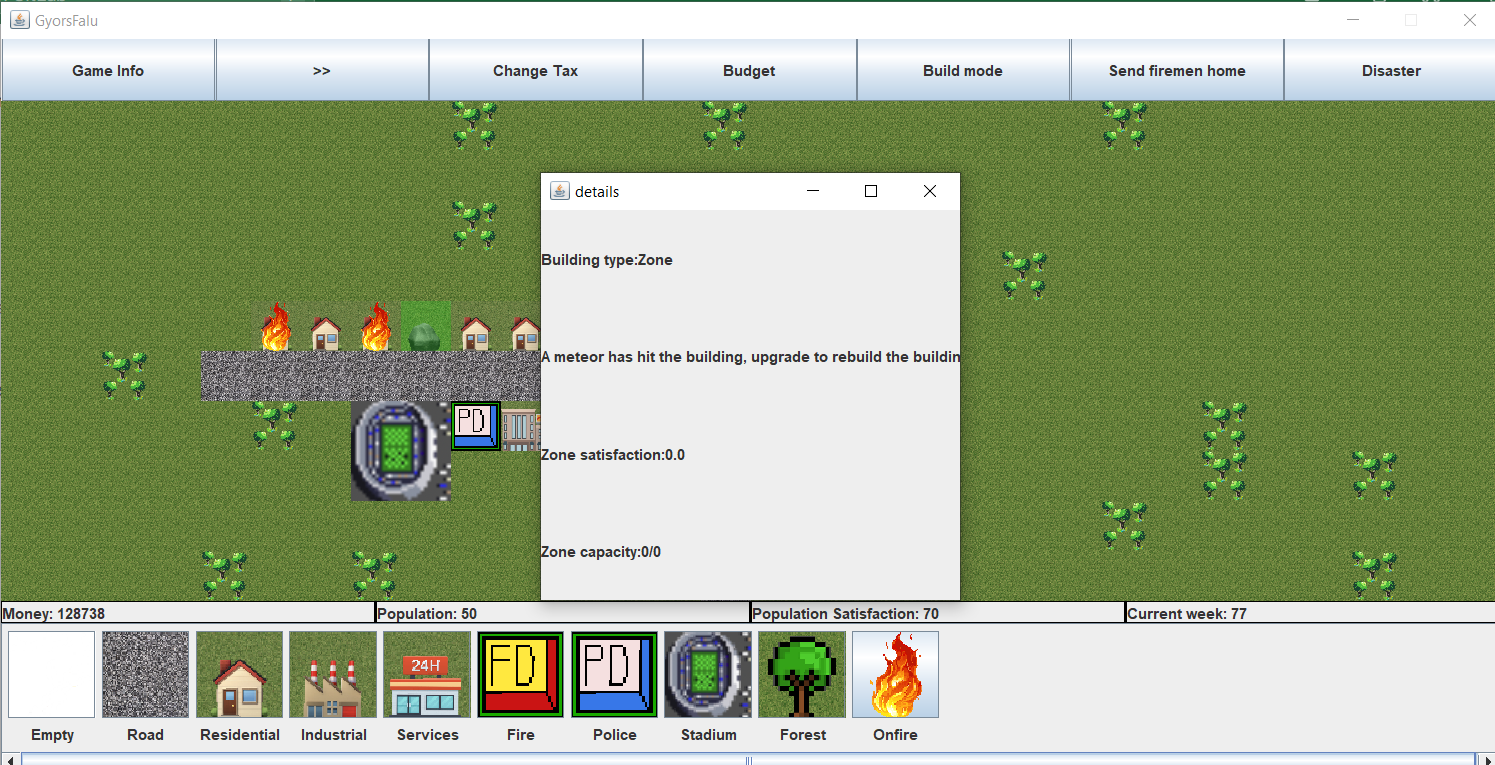 GyorsFalu
Game Info
>>
Change Tax
Budget
Build mode
Send firemen home
Disaster
details
Building type:Zone
A meteor has hit the building, upgrade to rebuild the buildin
Zone satisfaction:0.0
Zone capacity:0/0
PD
Money: 128738
Population: 50
Population Satisfaction: 70
Current week: 77
24H
FD
PD
Empty
Road
Residential
Industrial
Services
Fire
Police
Stadium
Forest
Onfire